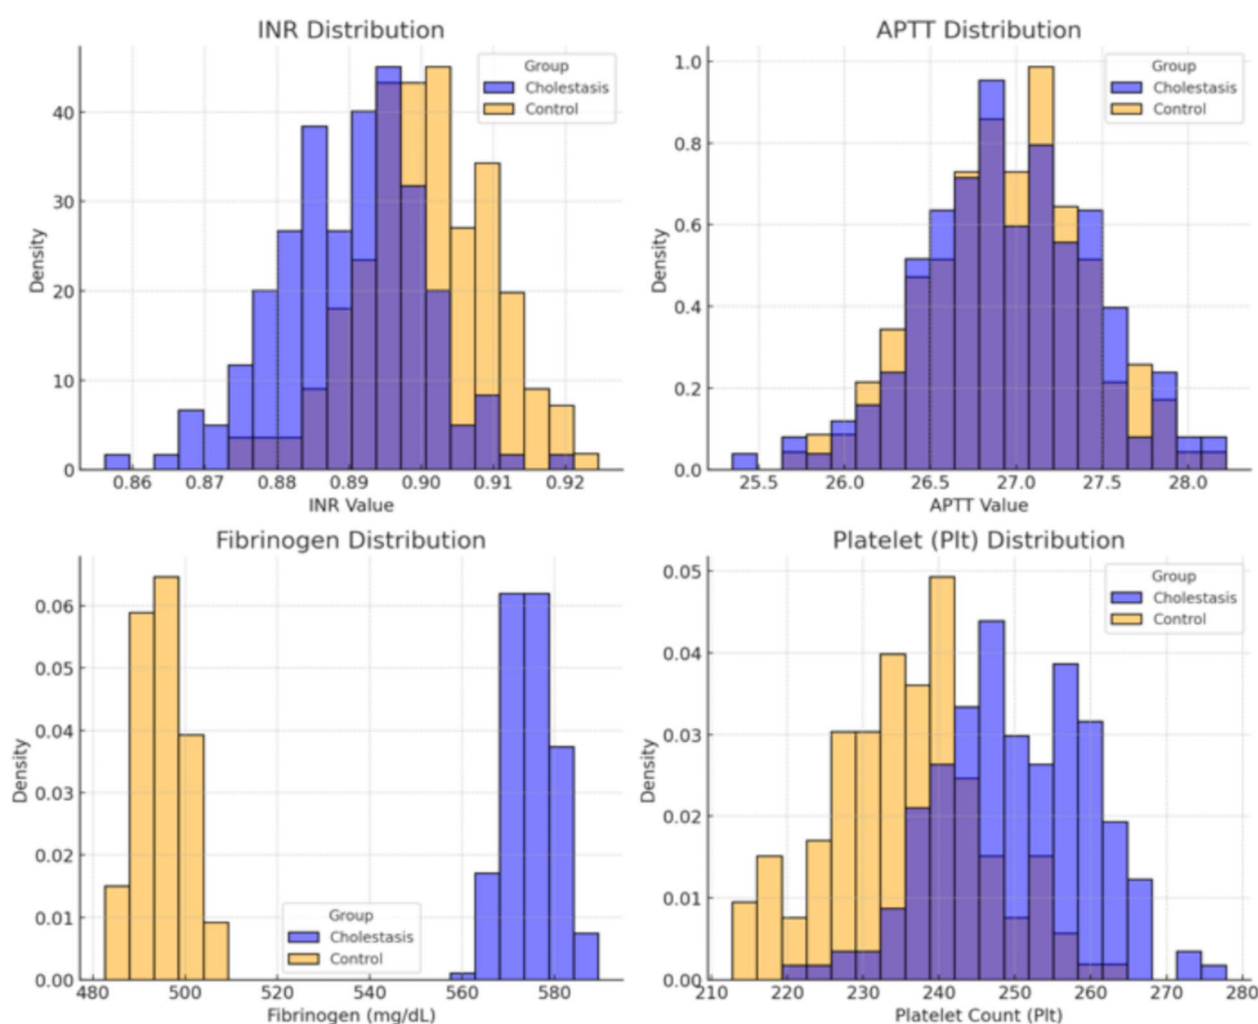 INR Distribution
Density
40
30
20
10
0
0.86 0.87 0.88 0.89 0.90 0.91 0.92
INR Value
Group
Cholestasis
Control
APTT Distribution
Density
1.0
0.8
0.6
0.4
0.2
0.0
25.5 26.0 26.5 27.0 27.5 28.0
APTT Value
Group
Cholestasis
Control
Fibrinogen Distribution
Density
0.06
0.05
0.04
0.03
0.02
0.01
0.00
480 500 520 540 560 580
Fibrinogen (mg/dL)
Group
Cholestasis
Control
Platelet (Plt) Distribution
Density
0.05
0.04
0.03
0.02
0.01
0.00
210 220 230 240 250 260 270 280
Platelet Count (Plt)
Group
Cholestasis
Control